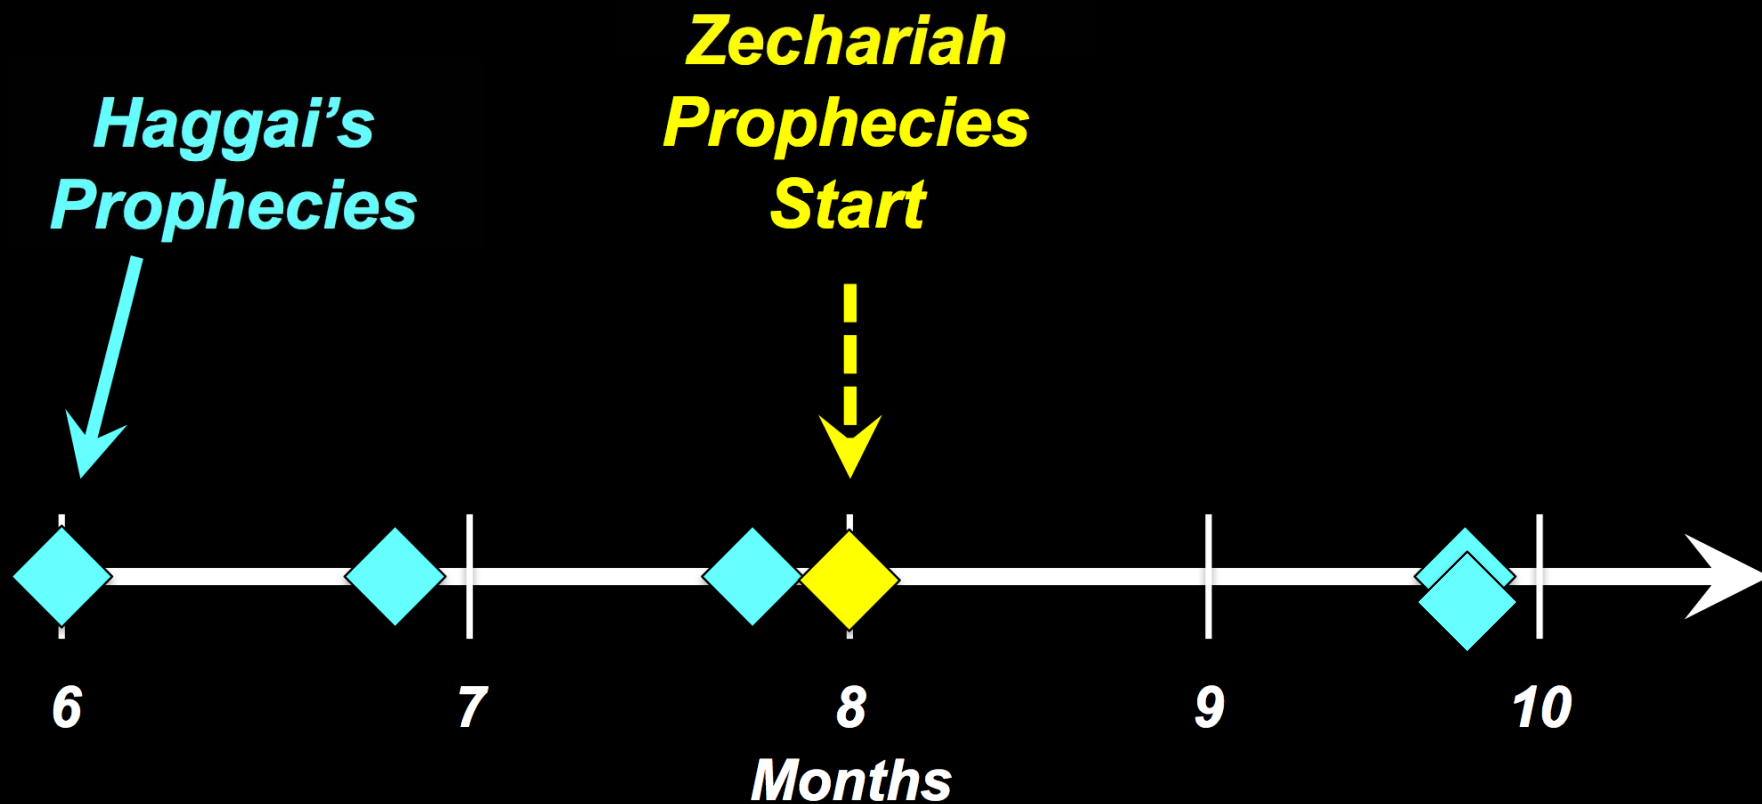 Haggai’s
Prophecies
Zechariah
Prophecies
Start
6 7 8 9 10
Months